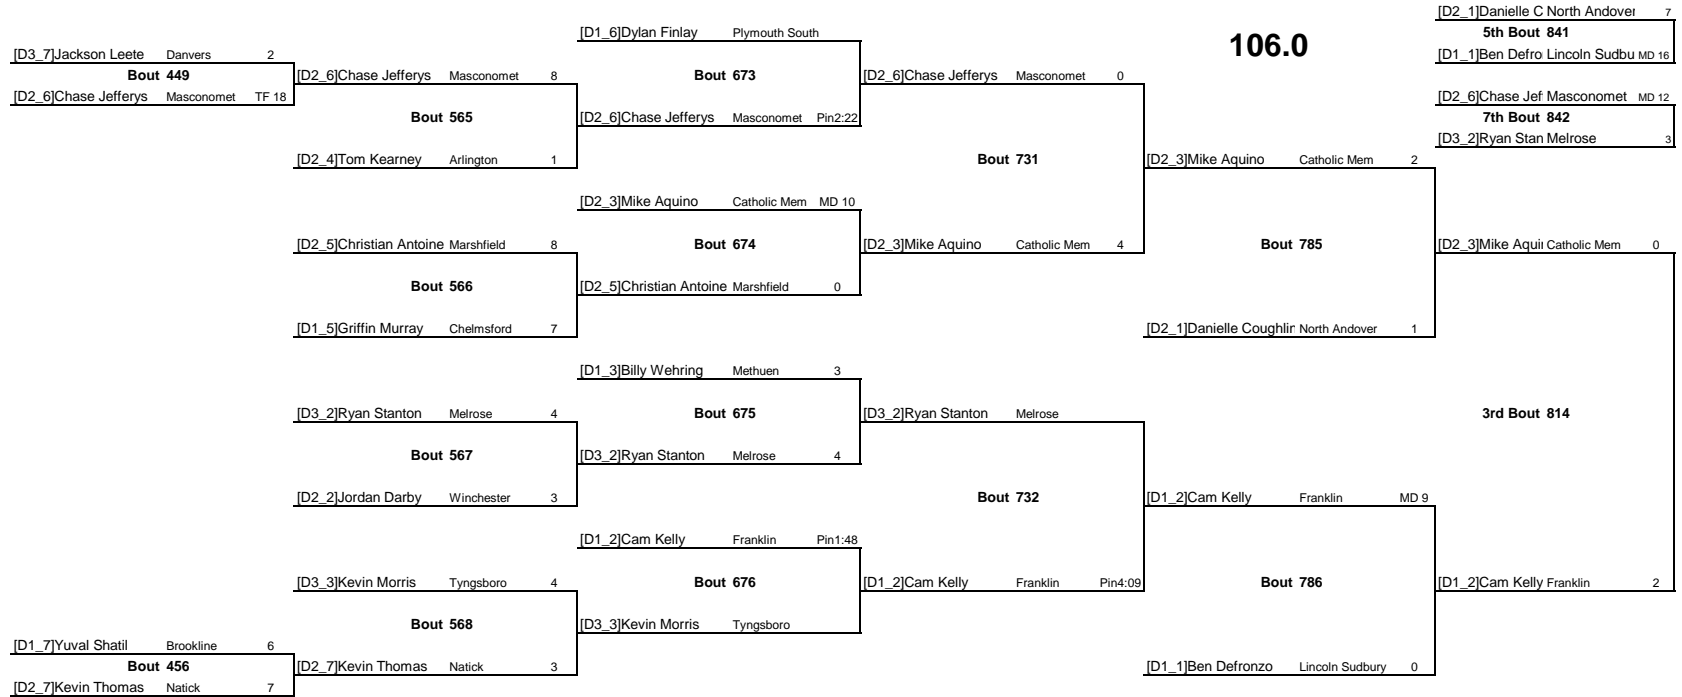 [D2_1]Danielle C North Andover 7
[D1_6]Dylan Finlay Plymouth South
106.0
5th Bout 841
[D3_7]Jackson Leete Danvers 2
[D1_1]Ben Defro Lincoln Sudbu MD 16
Bout 449
[D2_6]Chase Jefferys Masconomet 8
Bout 673
[D2_6]Chase Jefferys Masconomet 0
[D2_6]Chase Jefferys Masconomet TF 18
[D2_6]Chase Jef Masconomet MD 12
Bout 565
[D2_6]Chase Jefferys Masconomet Pin2:22
7th Bout 842
[D3_2]Ryan Stan Melrose 3
[D2_4]Tom Kearney Arlington 1
Bout 731
[D2_3]Mike Aquino Catholic Mem 2
[D2_3]Mike Aquino Catholic Mem MD 10
[D2_5]Christian Antoine Marshfield 8
Bout 674
[D2_3]Mike Aquino Catholic Mem 4
Bout 785
[D2_3]Mike Aqui Catholic Mem 0
Bout 566
[D2_5]Christian Antoine Marshfield 0
[D1_5]Griffin Murray Chelmsford 7
[D2_1]Danielle Coughlin North Andover 1
[D1_3]Billy Wehring Methuen 3
[D3_2]Ryan Stanton Melrose 4
Bout 675
[D3_2]Ryan Stanton Melrose
3rd Bout 814
Bout 567
[D3_2]Ryan Stanton Melrose 4
[D2_2]Jordan Darby Winchester 3
Bout 732
[D1_2]Cam Kelly Franklin MD 9
[D1_2]Cam Kelly Franklin Pin1:48
[D3_3]Kevin Morris Tyngsboro 4
Bout 676
[D1_2]Cam Kelly Franklin Pin4:09
Bout 786
[D1_2]Cam Kelly Franklin 2
Bout 568
[D3_3]Kevin Morris Tyngsboro
[D1_7]Yuval Shatil Brookline 6
Bout 456
[D2_7]Kevin Thomas Natick 3
[D1_1]Ben Defronzo Lincoln Sudbury 0
[D2_7]Kevin Thomas Natick 7